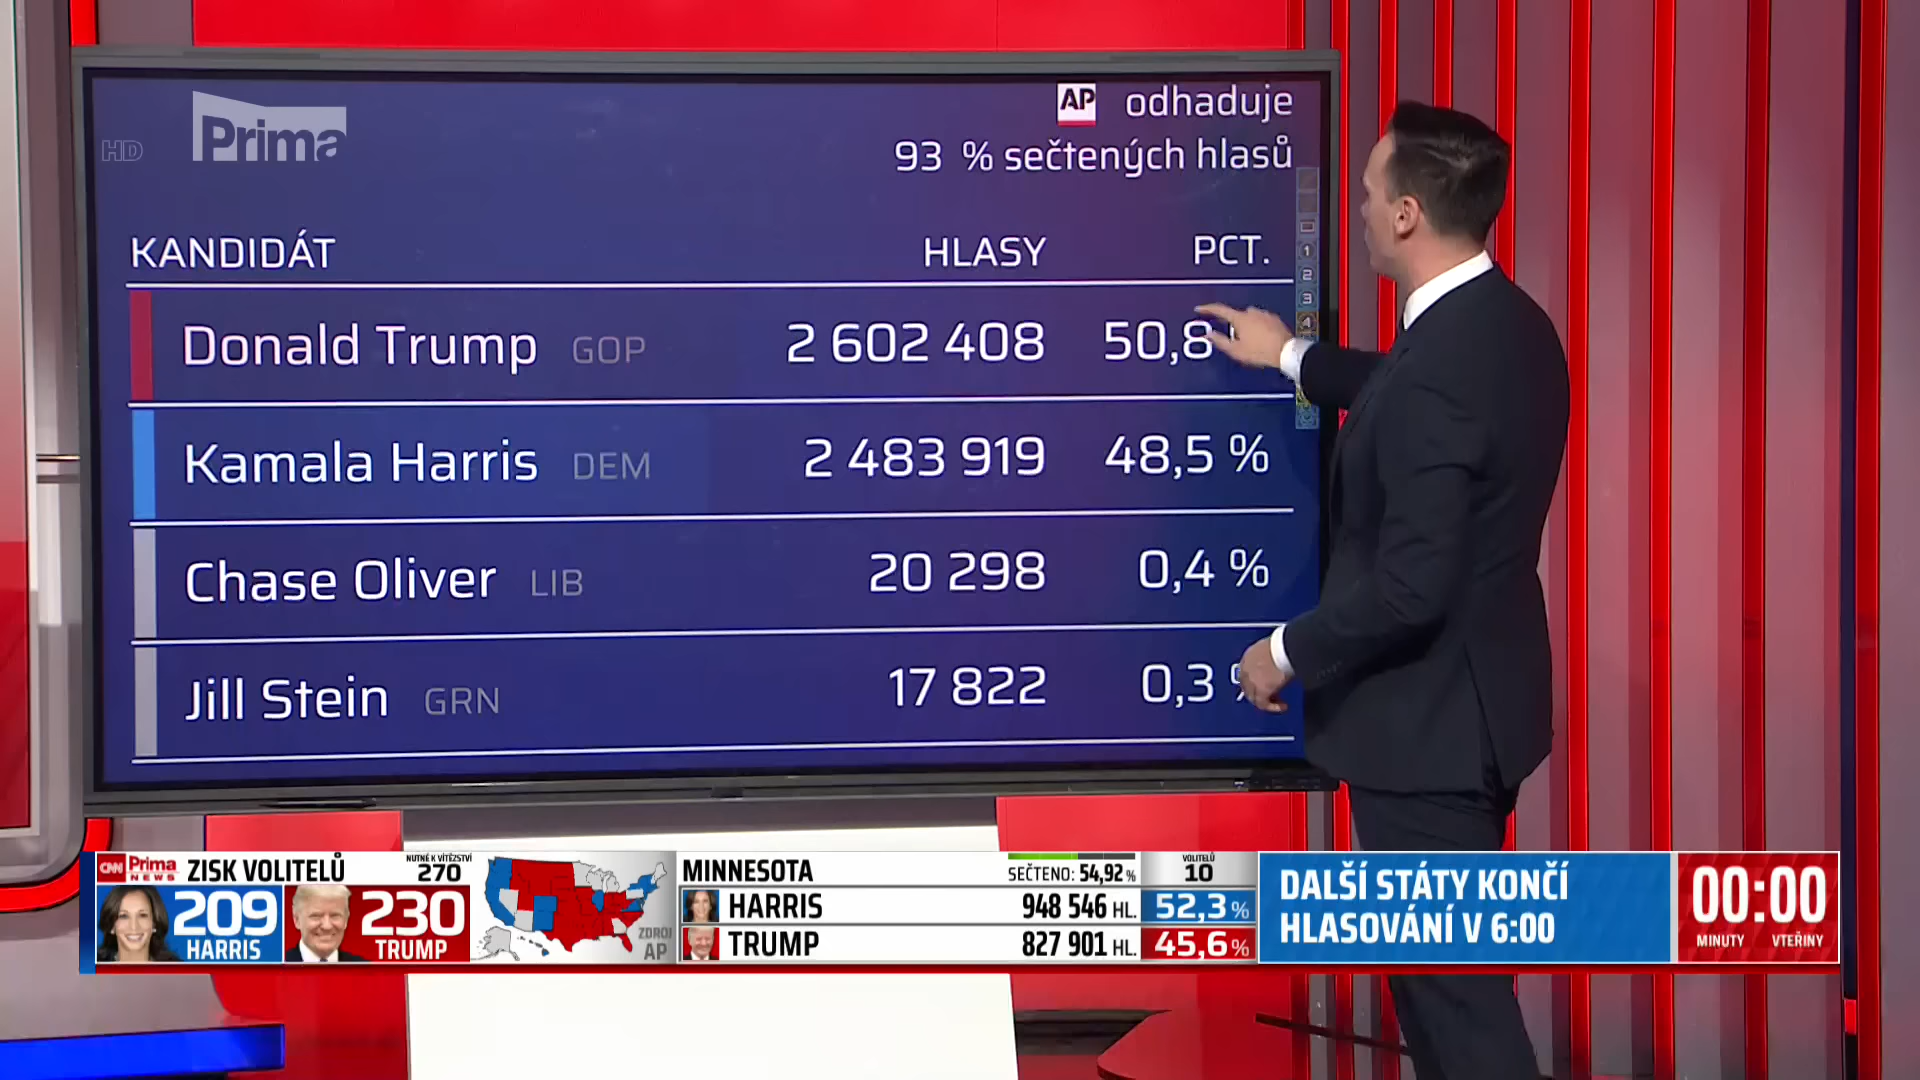 AP odhaduje
93 % sečtených hlasů
HD Prima
KANDIDÁT HLASY PCT.
Donald Trump GOP 2 602 408 50,8
Kamala Harris DEM 2 483 919 48,5 %
Chase Oliver LIB 20 298 0,4 %
Jill Stein GRN 17 822 0,3 %
1
2
3
4
CNN Prima NEWS ZISK VOLITELŮ NUTNÉ K VÍTĚZSTVÍ 270
209 HARRIS
230 TRUMP
ZDROJ AP
MINNESOTA SEČTENO: 54,92 % VOLITELŮ 10
HARRIS 948 546 HL. 52,3 %
TRUMP 827 901 HL. 45,6 %
DALŠÍ STÁTY KONČÍ
HLASOVÁNÍ V 6:00
00:00
MINUTY VTEŘINY